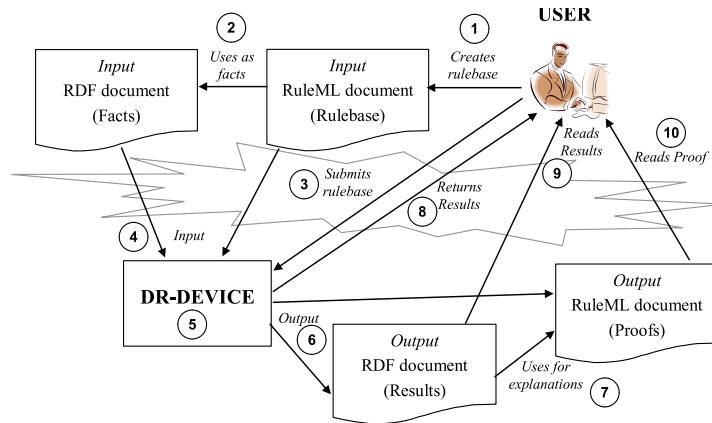 USER
2
1
Uses as
facts
Creates
rulebase
Input
RDF document
(Facts)
Input
RuleML document
(Rulebase)
10
Reads
Results
Reads Proof
9
3
Submits
rulebase
Returns
Results
8
4
Input
DR-DEVICE
5
Output
6
Output
RDF document
(Results)
Output
RuleML document
(Proofs)
Uses for
explanations
7